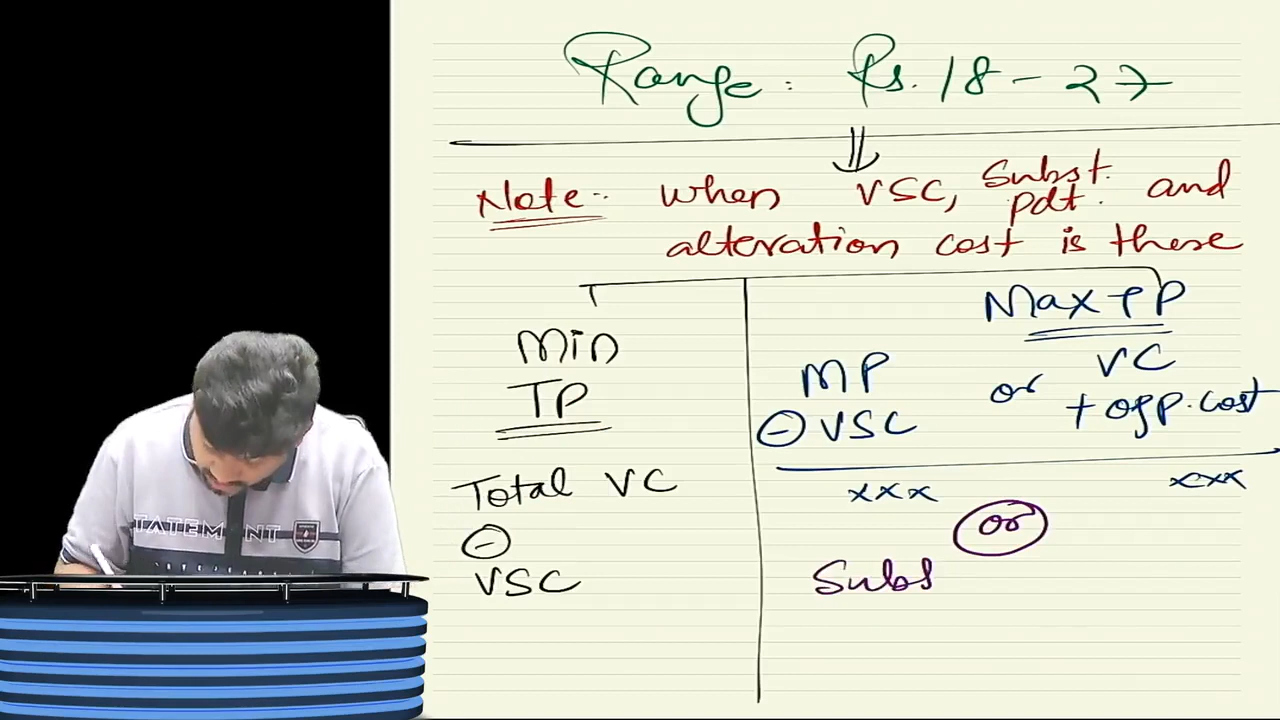 Range: Rs. 18 - 27
Note:- When VSC, Subst. pdt. and
alteration cost is there
Min
TP
Total VC
-
VSC
Max TP
MP
- VSC
xxx
or
VC
+ opp. cost
xxx
or
Subs
TATEMENT